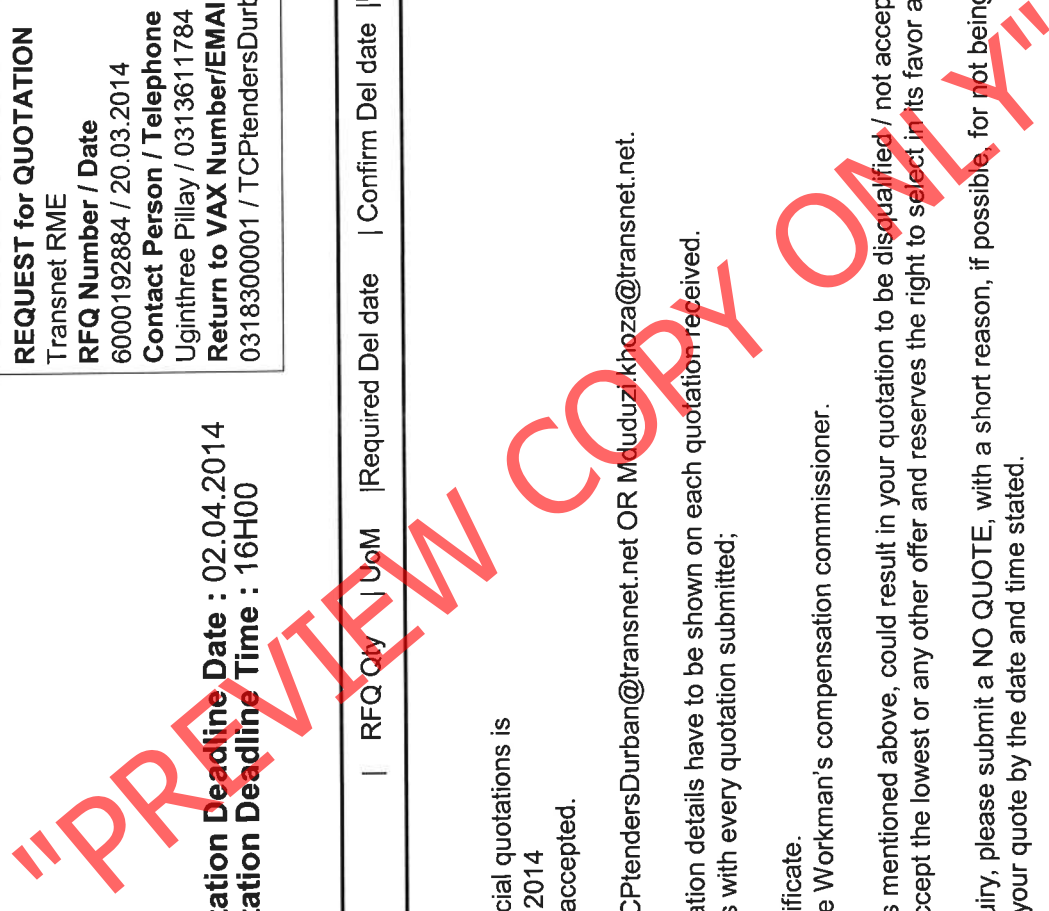 REQUEST for QUOTATION
Transnet RME
RFQ Number / Date
6000192884 / 20.03.2014
Contact Person / Telephone
Uginthree Pillay / 0313611784
Return to VAX Number/EMAI
0318300001 / TCPtendersDurb
ation Deadline Date : 02.04.2014
ation Deadline Time : 16H00
| RFQ Qty | UoM |Required Del date | Confirm Del date |
cial quotations is
2014
accepted.
CPtendersDurban@transnet.net OR Mduduzi.khoza@transnet.net.
ation details have to be shown on each quotation received.
s with every quotation submitted;
ificate.
e Workman's compensation commissioner.
s mentioned above, could result in your quotation to be disqualified / not accep
ccept the lowest or any other offer and reserves the right to select in its favor a
iry, please submit a NO QUOTE, with a short reason, if possible, for not being
your quote by the date and time stated.
"PREVIEW COPY ONLY"